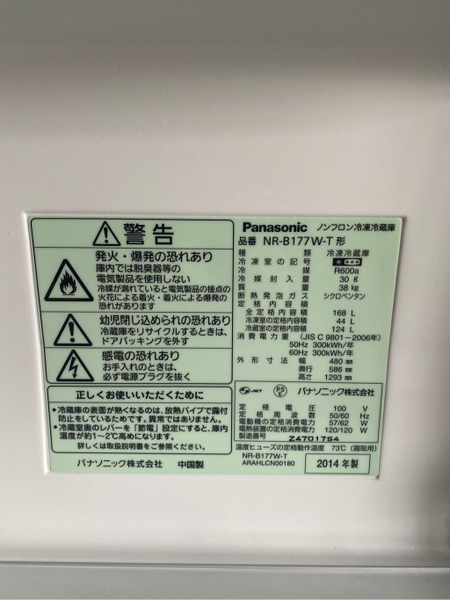 警告
発火・爆発の恐れあり
庫内では脱臭器等の
電気製品を使用しない
冷媒が漏れていると電気製品の接点の
火花による着火・爆発の恐れあり
幼児閉じ込められの恐れあり
冷蔵庫をリサイクルするときは、
ドアパッキングを外す
感電の恐れあり
お手入れのときは、
必ず電源プラグを抜く
正しくお使いいただくために
・冷蔵庫の表面が熱くなるのは、放熱パイプで露付
防止をしているためです。異常ではありません。
・冷蔵室奥のレバーを「節電」設定にすると、庫内
温度が約1〜2℃高めになります。
詳しくは取扱説明書をご覧ください。
パナソニック株式会社 中国製
Panasonic ノンフロン冷凍冷蔵庫
品番 NR-B177W-T 形
種類 冷凍冷蔵庫
冷凍室の記号
冷媒 R600a
冷媒封入量 30 g
質量 38 kg
断熱発泡ガス シクロペンタン
定格内容積
全定格内容積 168 L
冷凍室の定格内容積 44 L
冷蔵室の定格内容積 124 L
消費電力量 (JIS C 9801−2006年)
50Hz 300kWh/年
60Hz 300kWh/年
外形寸法 幅 480 mm
奥行 586 mm
高さ 1293 mm
JET PS E パナソニック株式会社
定格電圧 100 V
定格周波数 50/60 Hz
電動機の定格消費電力 57/62 W
電熱装置の定格消費電力 120/120 W
製造番号 Z4701754
温度ヒューズの定格動作温度 73℃ (霜取用)
NR-B177W-T
ARAHLCN00180 2014 年製